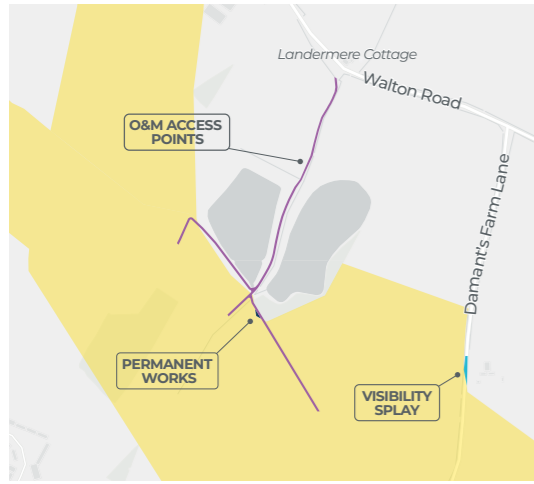 Landermere Cottage
Walton Road
O&M ACCESS
POINTS
Damant's Farm Lane
PERMANENT
WORKS
VISIBILITY
SPLAY